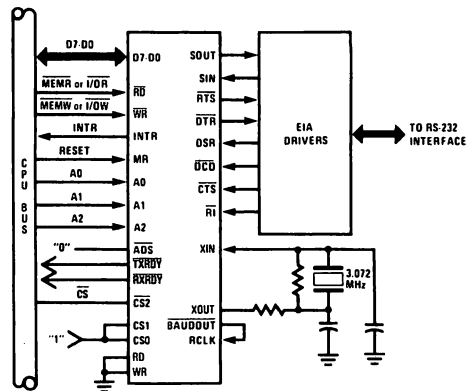 D7-D0
MEMR or I/OR
MEMW or I/OW
INTR
RESET
A0
A1
A2
"0"
CS
"1"
CPU BUS
D7-D0
RD
WR
INTR
MR
A0
A1
A2
ADS
TXRDY
RXRDY
CS2
CS1
CS0
RD
WR
SOUT
SIN
RTS
DTR
DSR
DCD
CTS
RI
XIN
XOUT
BAUDOUT
RCLK
EIA
DRIVERS
TO RS-232
INTERFACE
3.072
MHz